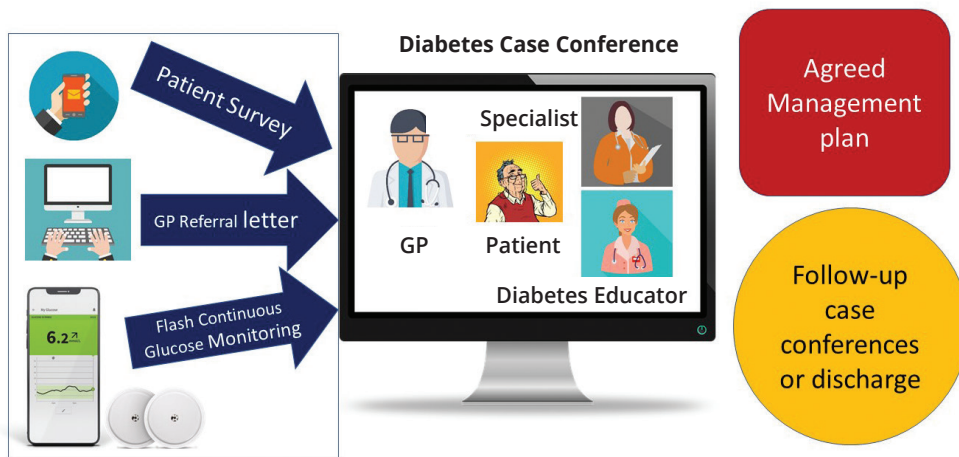 Diabetes Case Conference
Patient Survey
GP Referral letter
Flash Continuous
Glucose Monitoring
6.2
Specialist
GP
Patient
Diabetes Educator
Agreed
Management
plan
Follow-up
case
conferences
or discharge